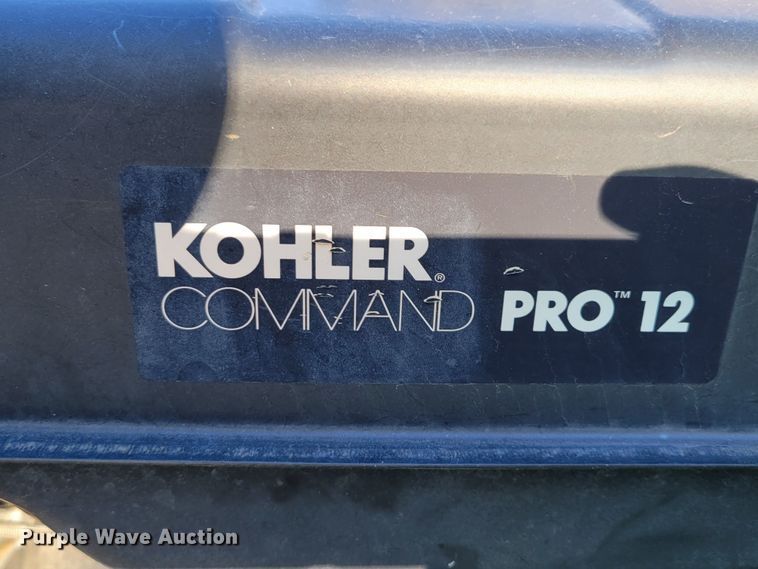 KOHLER®
COMMAND PRO™ 12
Purple Wave Auction